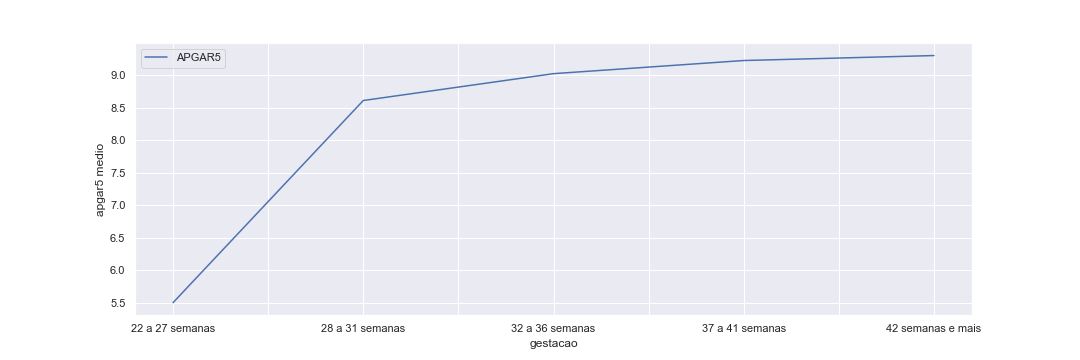 APGAR5
9.0
8.5
8.0
7.5
7.0
6.5
6.0
5.5
apgar5 medio
22 a 27 semanas
28 a 31 semanas
32 a 36 semanas
37 a 41 semanas
42 semanas e mais
gestacao